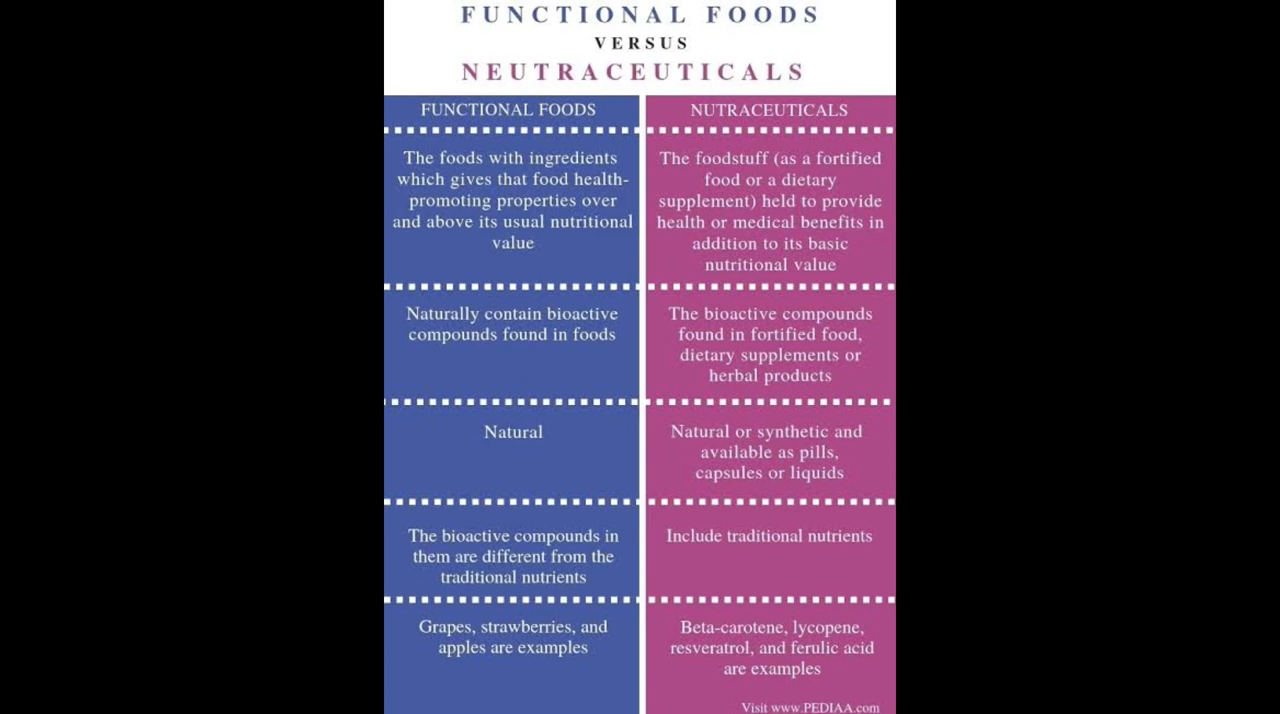 FUNCTIONAL FOODS
VERSUS
NEUTRACEUTICALS
FUNCTIONAL FOODS
The foods with ingredients
which gives that food health-
promoting properties over
and above its usual nutritional
value
Naturally contain bioactive
compounds found in foods
Natural
The bioactive compounds in
them are different from the
traditional nutrients
Grapes, strawberries, and
apples are examples
NUTRACEUTICALS
The foodstuff (as a fortified
food or a dietary
supplement) held to provide
health or medical benefits in
addition to its basic
nutritional value
The bioactive compounds
found in fortified food,
dietary supplements or
herbal products
Natural or synthetic and
available as pills,
capsules or liquids
Include traditional nutrients
Beta-carotene, lycopene,
resveratrol, and ferulic acid
are examples
Visit www.PEDIAA.com